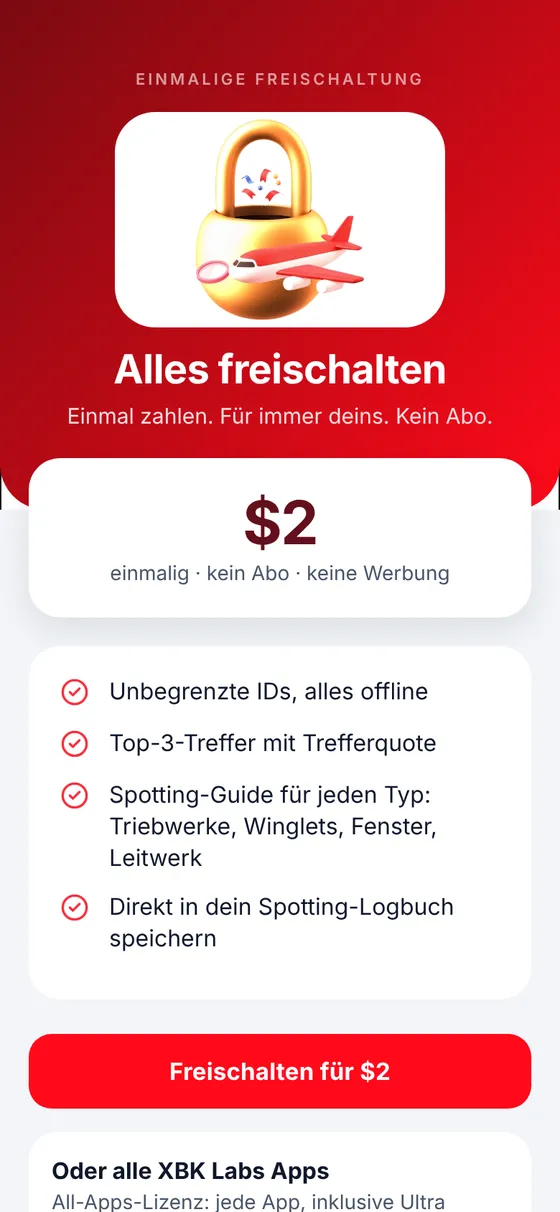 EINMALIGE FREISCHALTUNG
Alles freischalten
Einmal zahlen. Für immer deins. Kein Abo.
$2
einmalig · kein Abo · keine Werbung
Unbegrenzte IDs, alles offline
Top-3-Treffer mit Trefferquote
Spotting-Guide für jeden Typ:
Triebwerke, Winglets, Fenster,
Leitwerk
Direkt in dein Spotting-Logbuch
speichern
Freischalten für $2
Oder alle XBK Labs Apps
All-Apps-Lizenz: jede App, inklusive Ultra